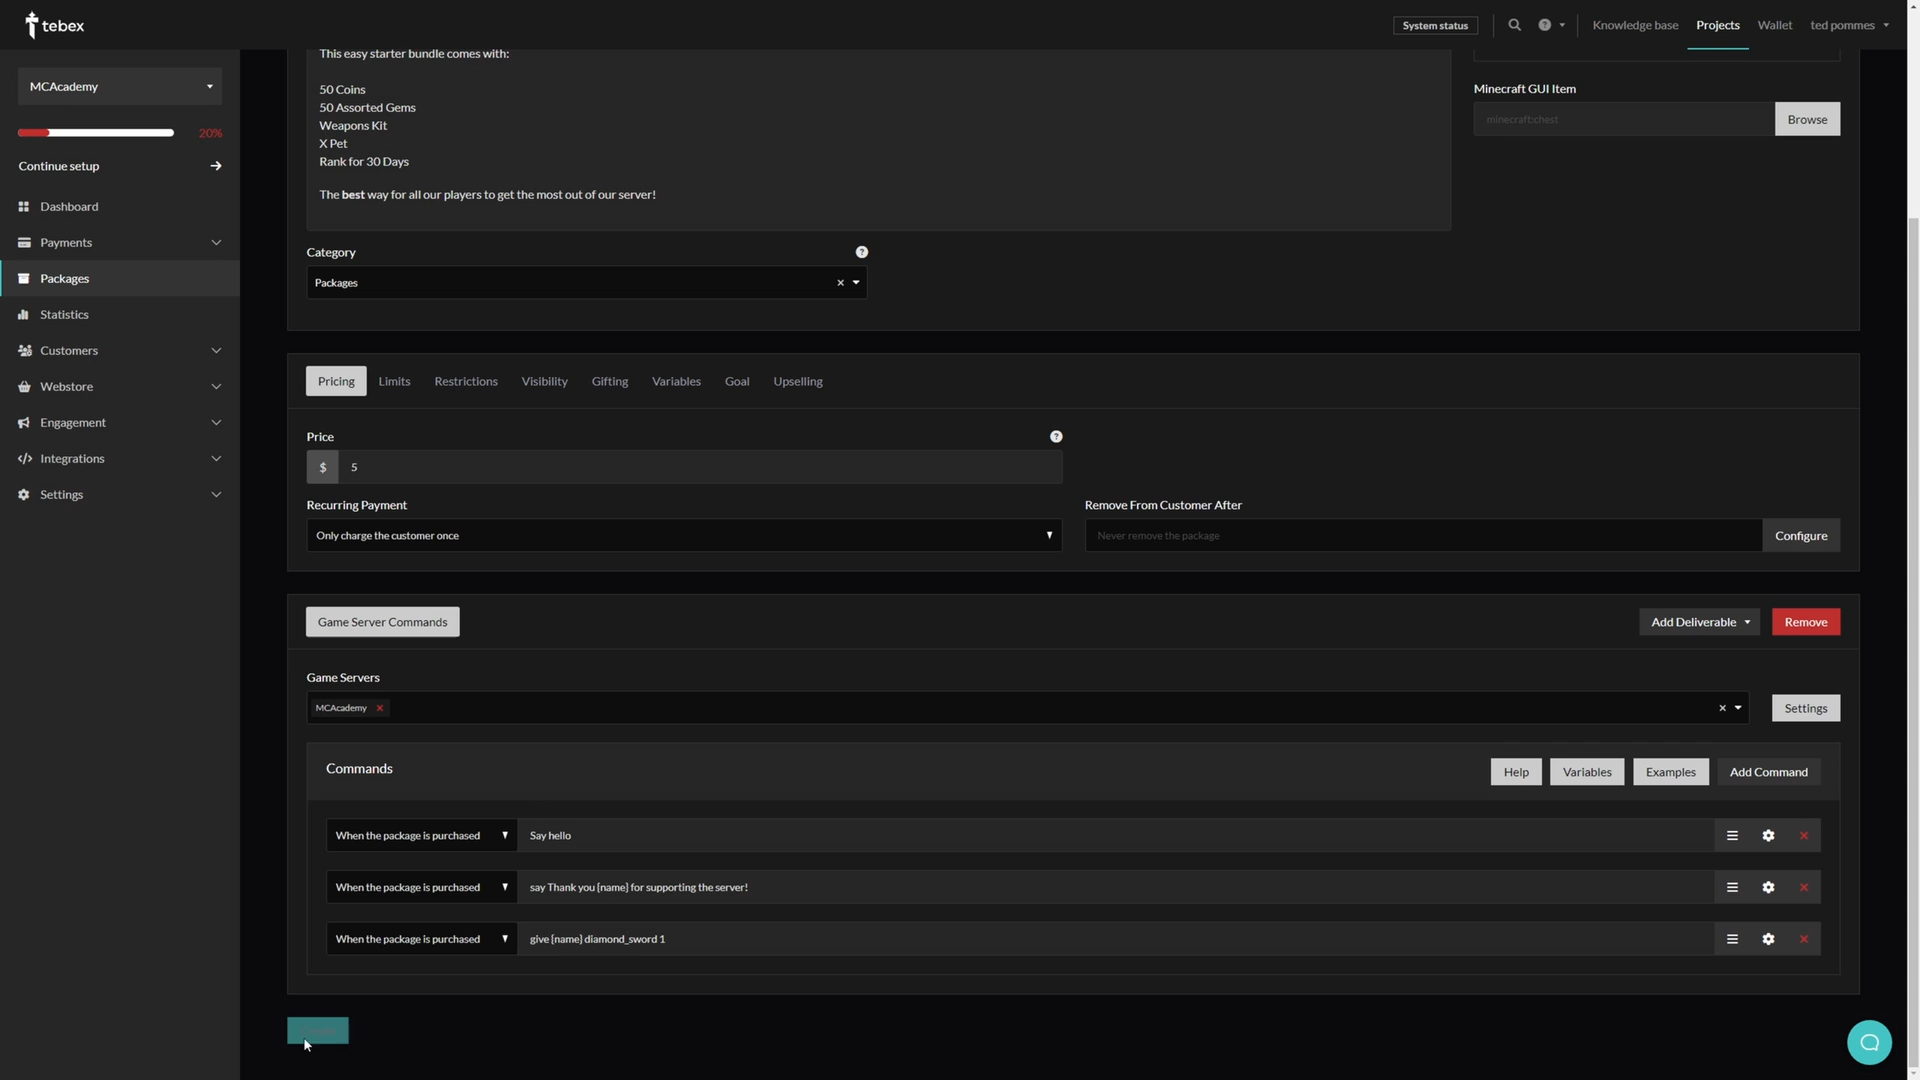 tebex
System status
Knowledge base
Projects
Wallet
ted pommes
MCAcademy
20%
Continue setup
Dashboard
Payments
Packages
Statistics
Customers
Webstore
Engagement
Integrations
Settings
This easy starter bundle comes with:
50 Coins
50 Assorted Gems
Weapons Kit
X Pet
Rank for 30 Days
The best way for all our players to get the most out of our server!
Minecraft GUI Item
minecraft:chest
Browse
Category
Packages
Pricing
Limits
Restrictions
Visibility
Gifting
Variables
Goal
Upselling
Price
$ 5
Recurring Payment
Only charge the customer once
Remove From Customer After
Never remove the package
Configure
Game Server Commands
Add Deliverable
Remove
Game Servers
MCAcademy
Settings
Commands
Help
Variables
Examples
Add Command
When the package is purchased
Say hello
When the package is purchased
say Thank you {name} for supporting the server!
When the package is purchased
give {name} diamond_sword 1